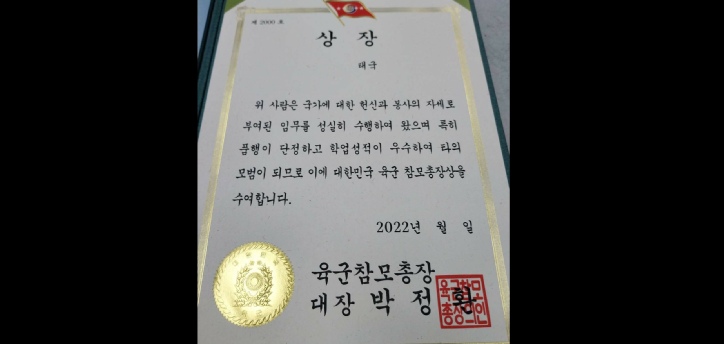 제 2000 호
상 장
태국
위 사람은 국가에 대한 헌신과 봉사의 자세로
부여된 임무를 성실히 수행하여 왔으며 특히
품행이 단정하고 학업성적이 우수하여 타의
모범이 되므로 이에 대한민국 육군 참모총장상을
수여합니다.
2022년 월 일
육군참모총장
대장 박 정 환